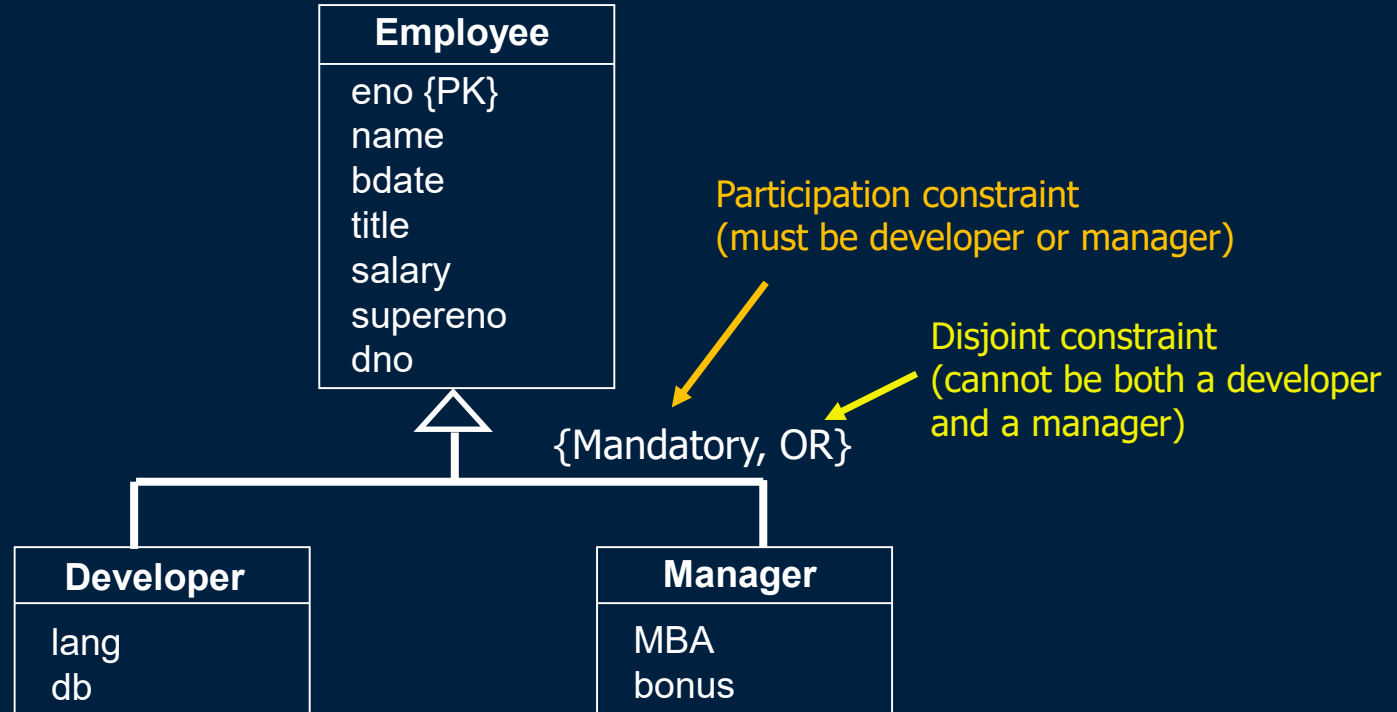 Employee
eno {PK}
name
bdate
title
salary
supereno
dno
Participation constraint
(must be developer or manager)
Disjoint constraint
(cannot be both a developer
and a manager)
{Mandatory, OR}
Developer
lang
db
Manager
MBA
bonus